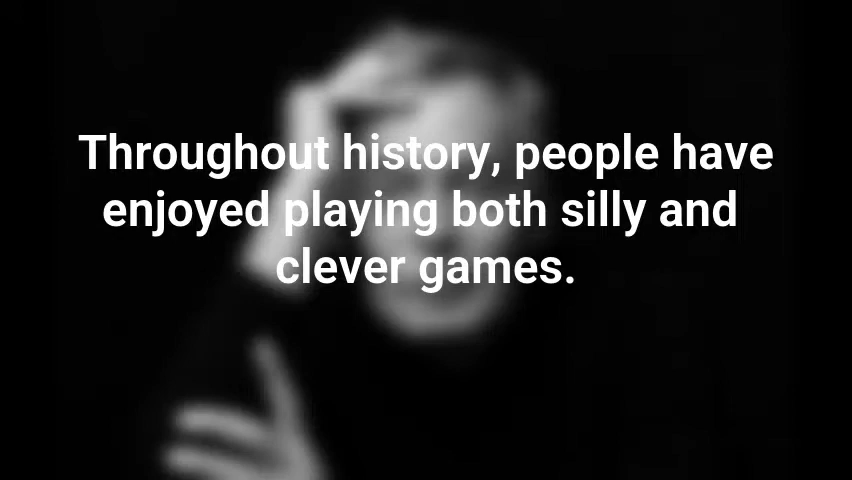 Throughout history, people have
enjoyed playing both silly and
clever games.